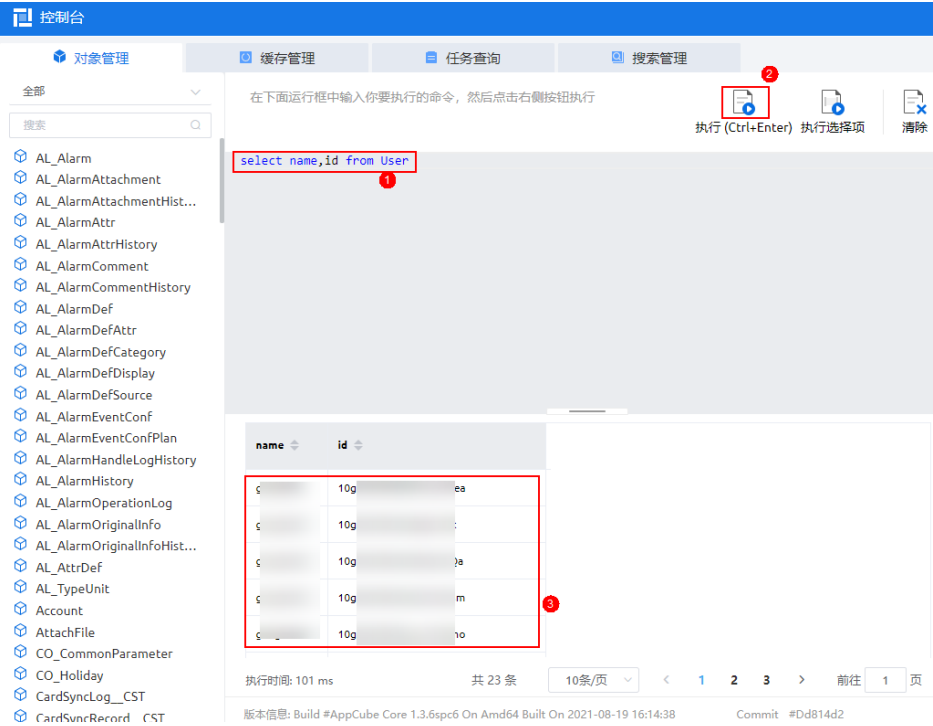 控制台
对象管理
缓存管理
任务查询
搜索管理
全部
搜索
在下面运行框中输入你要执行的命令，然后点击右侧按钮执行
2
执行 (Ctrl+Enter)
执行选择项
清除
select name,id from User
1
AL_Alarm
AL_AlarmAttachment
AL_AlarmAttachmentHist...
AL_AlarmAttr
AL_AlarmAttrHistory
AL_AlarmComment
AL_AlarmCommentHistory
AL_AlarmDef
AL_AlarmDefAttr
AL_AlarmDefCategory
AL_AlarmDefDisplay
AL_AlarmDefSource
AL_AlarmEventConf
AL_AlarmEventConfPlan
AL_AlarmHandleLogHistory
AL_AlarmHistory
AL_AlarmOperationLog
AL_AlarmOriginalInfo
AL_AlarmOriginalInfoHist...
AL_AttrDef
AL_TypeUnit
Account
AttachFile
CO_CommonParameter
CO_Holiday
CardSyncLog__CST
CardSyncRecord__CST
name id
10g ea
10g
10g
10g m
10g no
3
执行时间: 101 ms
共 23 条
10条/页
1 2 3
前往 1 页
版本信息: Build #AppCube Core 1.3.6spc6 On Amd64 Built On 2021-08-19 16:14:38
Commit #Dd814d2